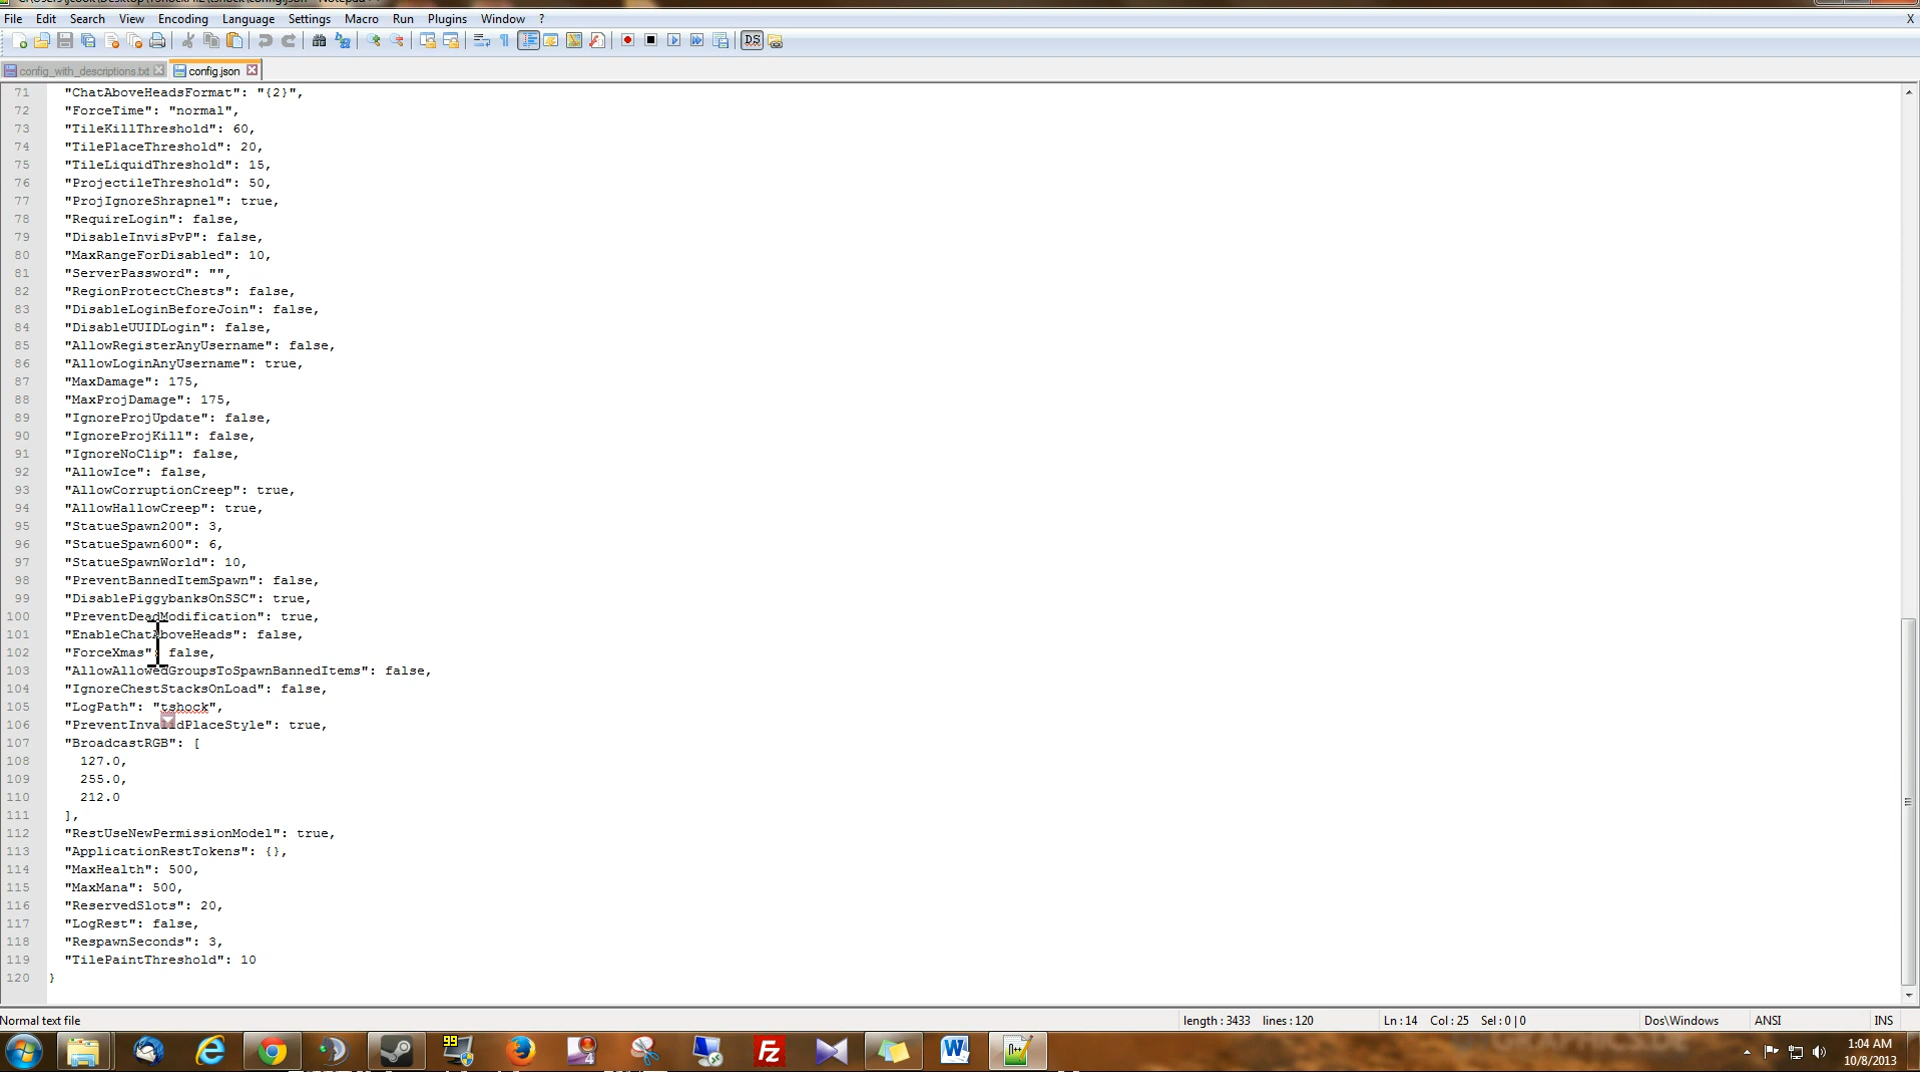 File Edit Search View Encoding Language Settings Macro Run Plugins Window ? X
config_with_descriptions.txt config.json
71 "ChatAboveHeadsFormat": "{2}",
72 "ForceTime": "normal",
73 "TileKillThreshold": 60,
74 "TilePlaceThreshold": 20,
75 "TileLiquidThreshold": 15,
76 "ProjectileThreshold": 50,
77 "ProjIgnoreShrapnel": true,
78 "RequireLogin": false,
79 "DisableInvisPvP": false,
80 "MaxRangeForDisabled": 10,
81 "ServerPassword": "",
82 "RegionProtectChests": false,
83 "DisableLoginBeforeJoin": false,
84 "DisableUUIDLogin": false,
85 "AllowRegisterAnyUsername": false,
86 "AllowLoginAnyUsername": true,
87 "MaxDamage": 175,
88 "MaxProjDamage": 175,
89 "IgnoreProjUpdate": false,
90 "IgnoreProjKill": false,
91 "IgnoreNoClip": false,
92 "AllowIce": false,
93 "AllowCorruptionCreep": true,
94 "AllowHallowCreep": true,
95 "StatueSpawn200": 3,
96 "StatueSpawn600": 6,
97 "StatueSpawnWorld": 10,
98 "PreventBannedItemSpawn": false,
99 "DisablePiggybanksOnSSC": true,
100 "PreventDeadModification": true,
101 "EnableChatAboveHeads": false,
102 "ForceXmas": false,
103 "AllowAllowedGroupsToSpawnBannedItems": false,
104 "IgnoreChestStacksOnLoad": false,
105 "LogPath": "tshock",
106 "PreventInvalidPlaceStyle": true,
107 "BroadcastRGB": [
108 127.0,
109 255.0,
110 212.0
111 ],
112 "RestUseNewPermissionModel": true,
113 "ApplicationRestTokens": {},
114 "MaxHealth": 500,
115 "MaxMana": 500,
116 "ReservedSlots": 20,
117 "LogRest": false,
118 "RespawnSeconds": 3,
119 "TilePaintThreshold": 10
120 }
Normal text file length : 3433 lines : 120 Ln : 14 Col : 25 Sel : 0 | 0 Dos\Windows ANSI INS
1:04 AM
10/8/2013